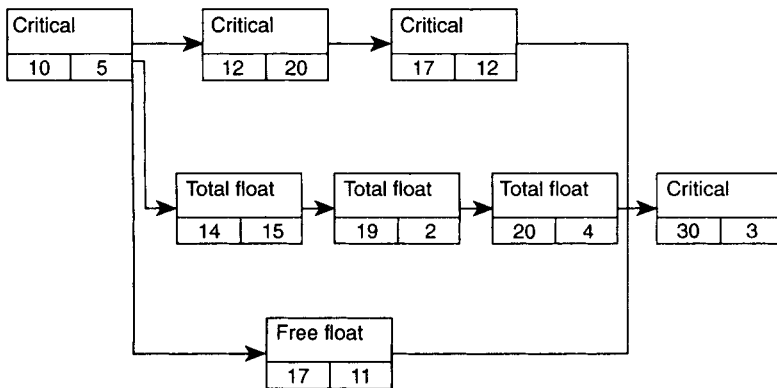 Critical
10 5
Critical
12 20
Critical
17 12
Total float
14 15
Total float
19 2
Total float
20 4
Critical
30 3
Free float
17 11